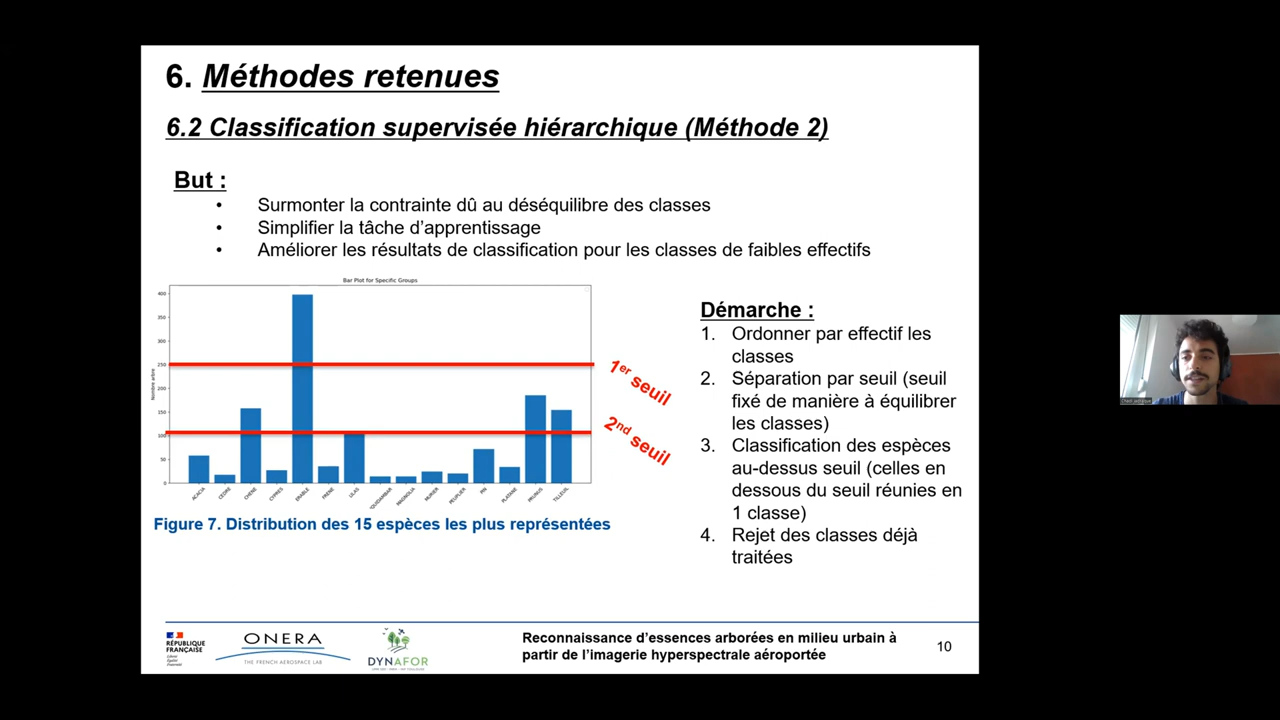 6. Méthodes retenues
6.2 Classification supervisée hiérarchique (Méthode 2)
But :
• Surmonter la contrainte dû au déséquilibre des classes
• Simplifier la tâche d'apprentissage
• Améliorer les résultats de classification pour les classes de faibles effectifs
Bar Plot for Specific Groups
Nombre arbre
400
350
300
250
200
150
100
50
0
ACACIA
CEDRE
CHENE
CYPRES
ERABLE
FRENE
LILAS
MAGNOLIA
MURIER
PEUPLIER
PIN
PLATANE
PRUNUS
TILLEUL
1er seuil
2nd seuil
Figure 7. Distribution des 15 espèces les plus représentées
Démarche :
1. Ordonner par effectif les
classes
2. Séparation par seuil (seuil
fixé de manière à équilibrer
les classes)
3. Classification des espèces
au-dessus seuil (celles en
dessous du seuil réunies en
1 classe)
4. Rejet des classes déjà
traitées
RÉPUBLIQUE
FRANÇAISE
Liberté
Égalité
Fraternité
ONERA
THE FRENCH AEROSPACE LAB
DYNAFOR
Reconnaissance d'essences arborées en milieu urbain à
partir de l'imagerie hyperspectrale aéroportée
10